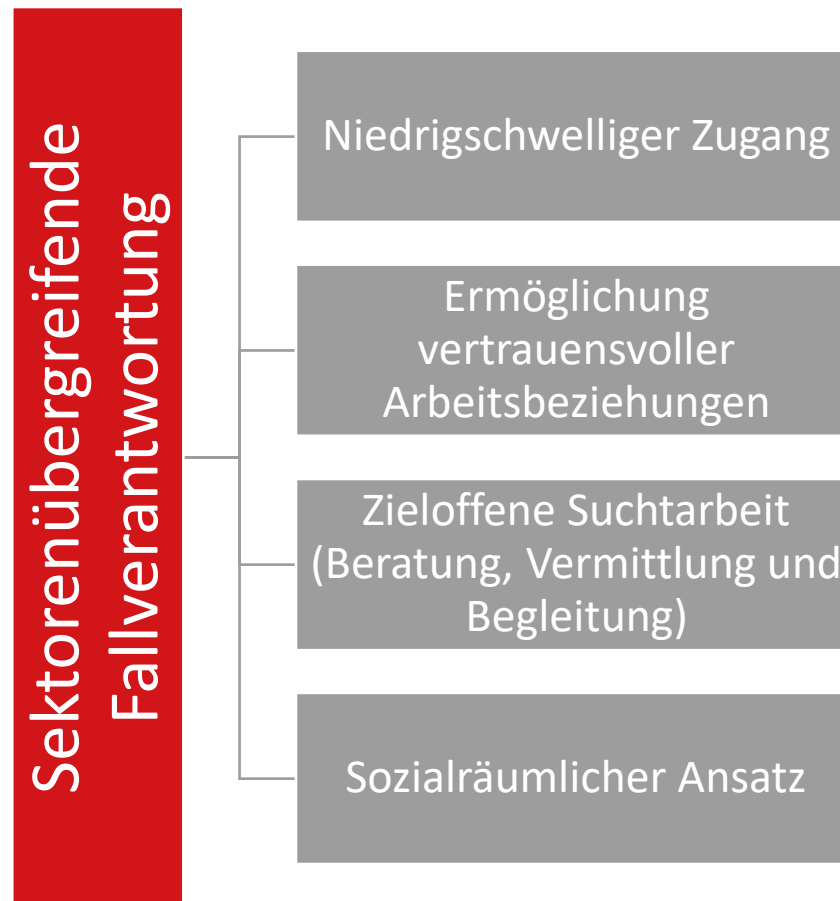 Sektorenübergreifende
Fallverantwortung
Niedrigschwelliger Zugang
Ermöglichung
vertrauensvoller
Arbeitsbeziehungen
Zieloffene Suchtarbeit
(Beratung, Vermittlung und
Begleitung)
Sozialräumlicher Ansatz